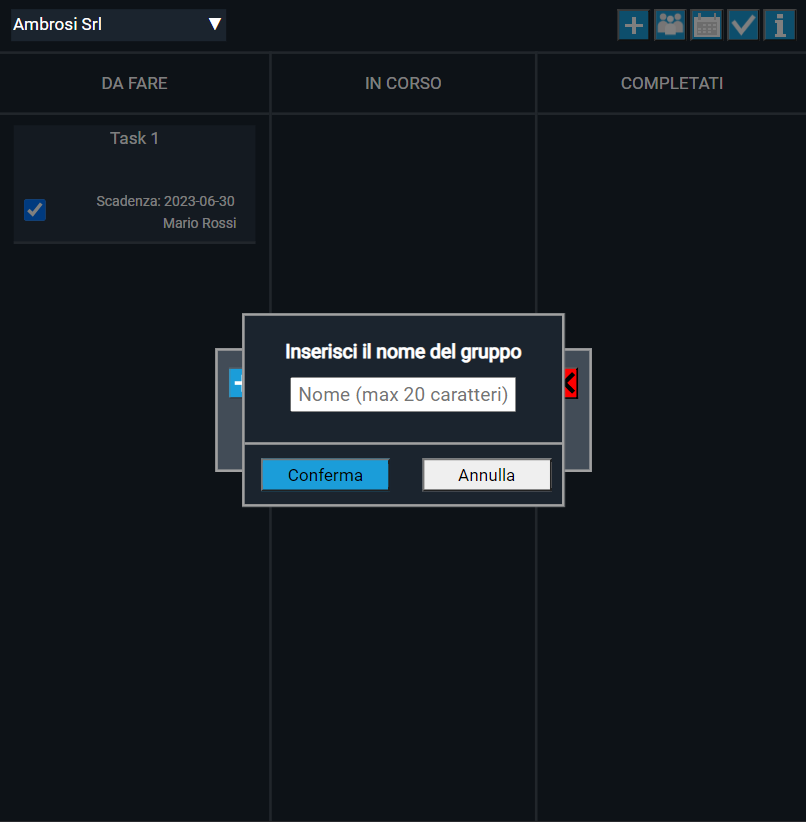 Ambrosi Srl
DA FARE
IN CORSO
COMPLETATI
Task 1
Scadenza: 2023-06-30
Mario Rossi
Inserisci il nome del gruppo
Nome (max 20 caratteri)
Conferma
Annulla